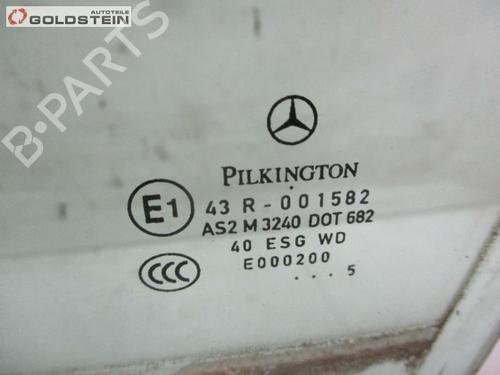 AUTOTEILE
GOLDSTEIN
B-PARTS
PILKINGTON
E1 43 R - 001582
AS2 M 3240 DOT 682
40 ESG WD
CCC E000200
. . . 5